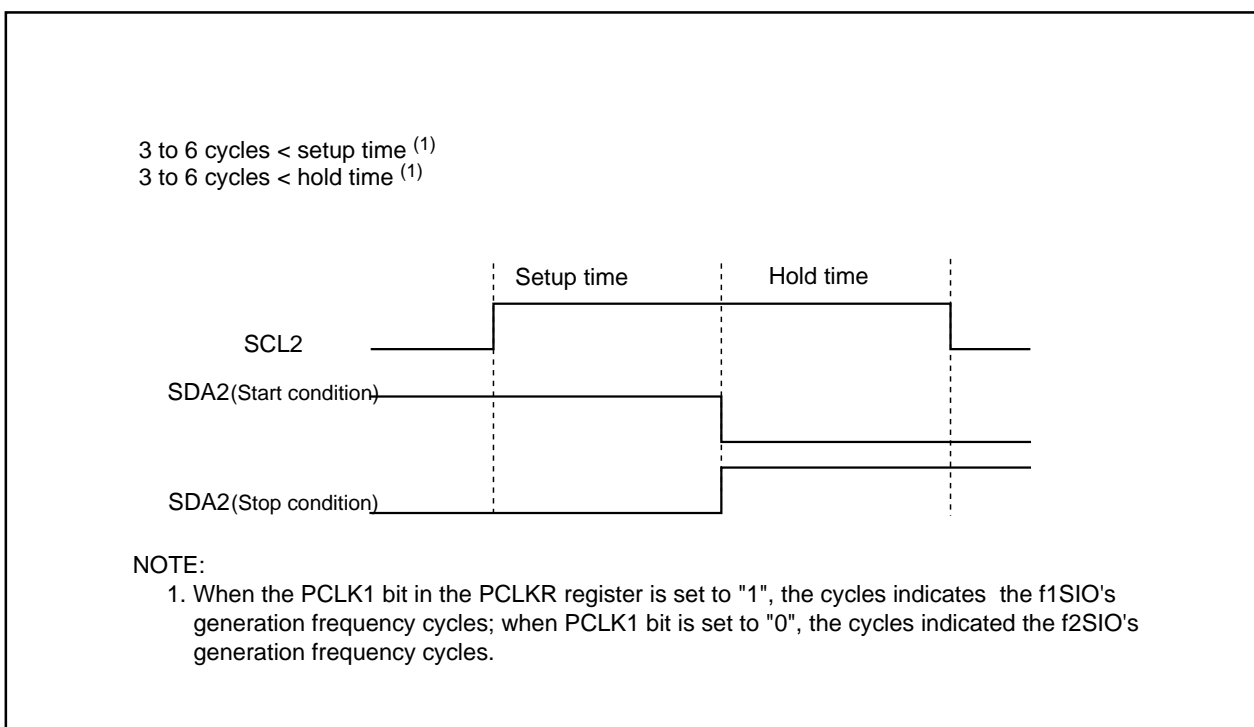 3 to 6 cycles < setup time (1)
3 to 6 cycles < hold time (1)
Setup time
Hold time
SCL2
SDA2(Start condition)
SDA2(Stop condition)
NOTE:
1. When the PCLK1 bit in the PCLKR register is set to "1", the cycles indicates the f1SIO's
generation frequency cycles; when PCLK1 bit is set to "0", the cycles indicated the f2SIO's
generation frequency cycles.